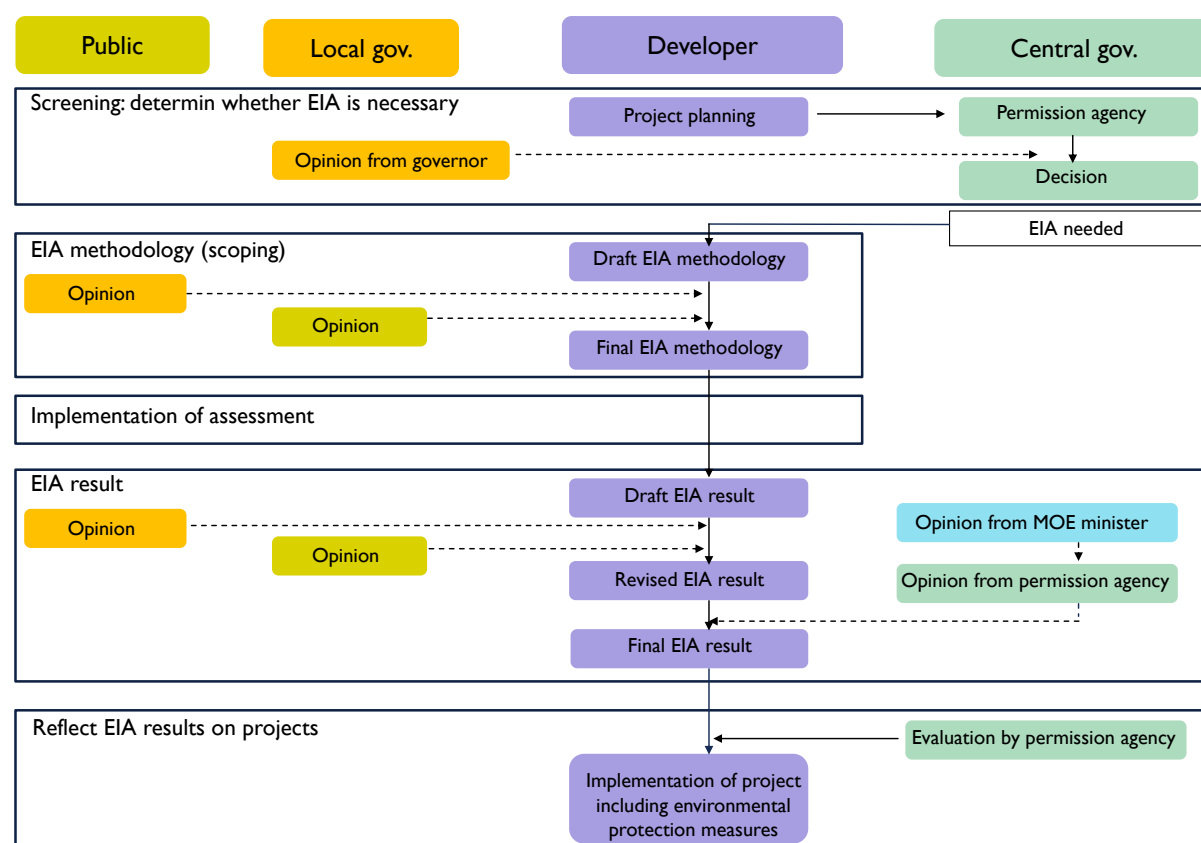 Public
Local gov.
Developer
Central gov.
Screening: determin whether EIA is necessary
Project planning
Permission agency
Opinion from governor
Decision
EIA needed
EIA methodology (scoping)
Draft EIA methodology
Opinion
Opinion
Final EIA methodology
Implementation of assessment
EIA result
Draft EIA result
Opinion
Opinion from MOE minister
Opinion
Revised EIA result
Opinion from permission agency
Final EIA result
Reflect EIA results on projects
Evaluation by permission agency
Implementation of project
including environmental
protection measures